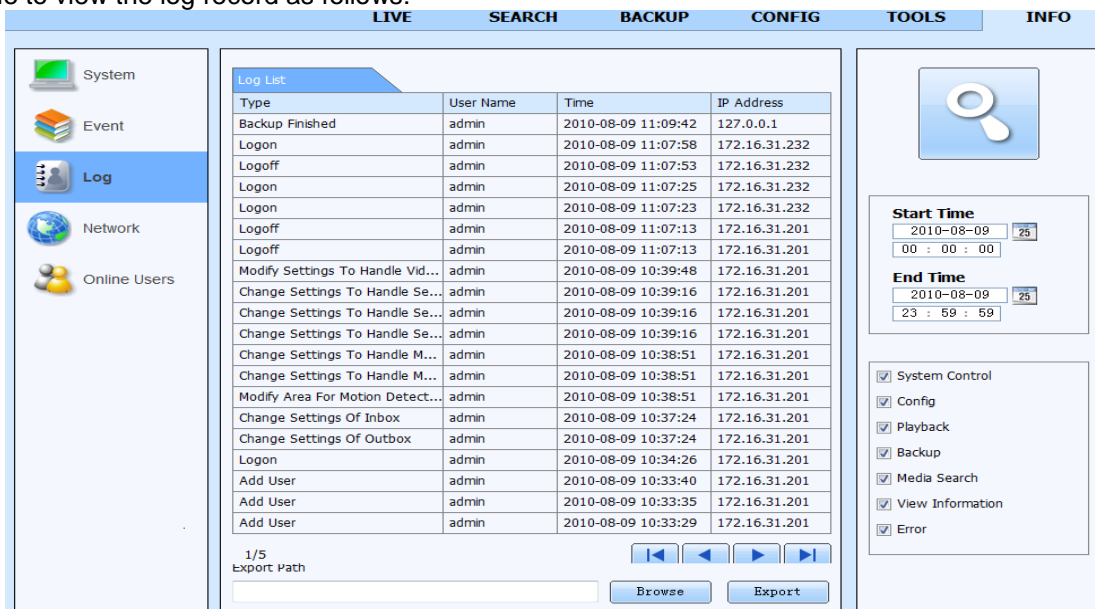 to view the log record as follows:
LIVE SEARCH BACKUP CONFIG TOOLS INFO
System
Event
Log
Network
Online Users
Log List
Type User Name Time IP Address
Backup Finished admin 2010-08-09 11:09:42 127.0.0.1
Logon admin 2010-08-09 11:07:58 172.16.31.232
Logoff admin 2010-08-09 11:07:53 172.16.31.232
Logon admin 2010-08-09 11:07:25 172.16.31.232
Logon admin 2010-08-09 11:07:23 172.16.31.232
Logoff admin 2010-08-09 11:07:13 172.16.31.201
Logoff admin 2010-08-09 11:07:13 172.16.31.201
Modify Settings To Handle Vid... admin 2010-08-09 10:39:48 172.16.31.201
Change Settings To Handle Se... admin 2010-08-09 10:39:16 172.16.31.201
Change Settings To Handle Se... admin 2010-08-09 10:39:16 172.16.31.201
Change Settings To Handle Se... admin 2010-08-09 10:39:16 172.16.31.201
Change Settings To Handle M... admin 2010-08-09 10:38:51 172.16.31.201
Change Settings To Handle M... admin 2010-08-09 10:38:51 172.16.31.201
Modify Area For Motion Detect... admin 2010-08-09 10:38:51 172.16.31.201
Change Settings Of Inbox admin 2010-08-09 10:37:24 172.16.31.201
Change Settings Of Outbox admin 2010-08-09 10:37:24 172.16.31.201
Logon admin 2010-08-09 10:34:26 172.16.31.201
Add User admin 2010-08-09 10:33:40 172.16.31.201
Add User admin 2010-08-09 10:33:35 172.16.31.201
Add User admin 2010-08-09 10:33:29 172.16.31.201
1/5
Export Path
Browse Export
Start Time
2010-08-09 25
00 : 00 : 00
End Time
2010-08-09 25
23 : 59 : 59
System Control
Config
Playback
Backup
Media Search
View Information
Error